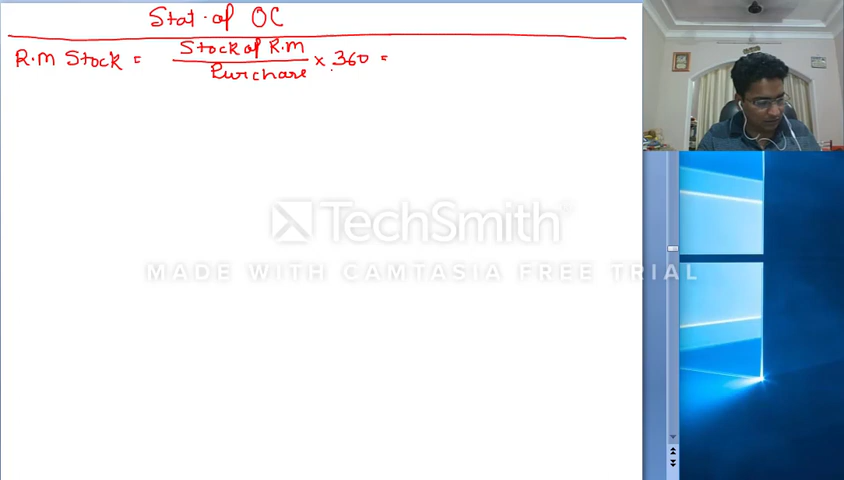 Stat. of OC
R.m Stock = Stock of R.m / Purchase × 360 =
TechSmith
MADE WITH CAMTASIA FREE TRIAL